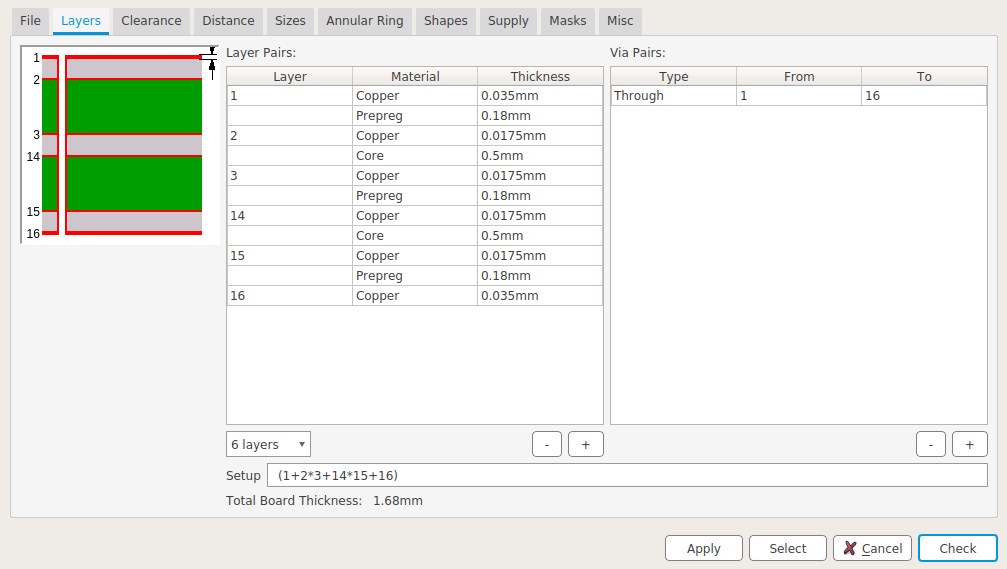 File Layers Clearance Distance Sizes Annular Ring Shapes Supply Masks Misc
1
2
3
14
15
16
Layer Pairs:
Layer Material Thickness
1 Copper 0.035mm
Prepreg 0.18mm
2 Copper 0.0175mm
Core 0.5mm
3 Copper 0.0175mm
Prepreg 0.18mm
14 Copper 0.0175mm
Core 0.5mm
15 Copper 0.0175mm
Prepreg 0.18mm
16 Copper 0.035mm
6 layers - +
Via Pairs:
Type From To
Through 1 16
- +
Setup (1+2*3+14*15+16)
Total Board Thickness: 1.68mm
Apply Select Cancel Check